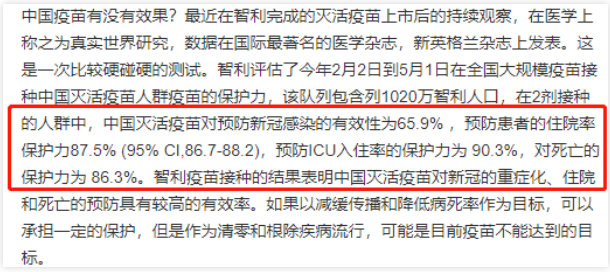 中国疫苗有没有效果？最近在智利完成的灭活疫苗上市后的持续观察，在医学上
称之为真实世界研究，数据在国际最著名的医学杂志，新英格兰杂志上发表。这
是一次比较硬碰硬的测试。智利评估了今年2月2日到5月1日在全国大规模疫苗接
种中国灭活疫苗人群疫苗的保护力，该队列包含列1020万智利人口，在2剂接种
的人群中，中国灭活疫苗对预防新冠感染的有效性为65.9%，预防患者的住院率
保护力87.5% (95% CI,86.7-88.2)，预防ICU入住率的保护力为 90.3%，对死亡的
保护力为 86.3%。智利疫苗接种的结果表明中国灭活疫苗对新冠的重症化、住院
和死亡的预防具有较高的有效率。如果以减缓传播和降低病死率作为目标，可以
承担一定的保护，但是作为清零和根除疾病流行，可能是目前疫苗不能达到的目
标。